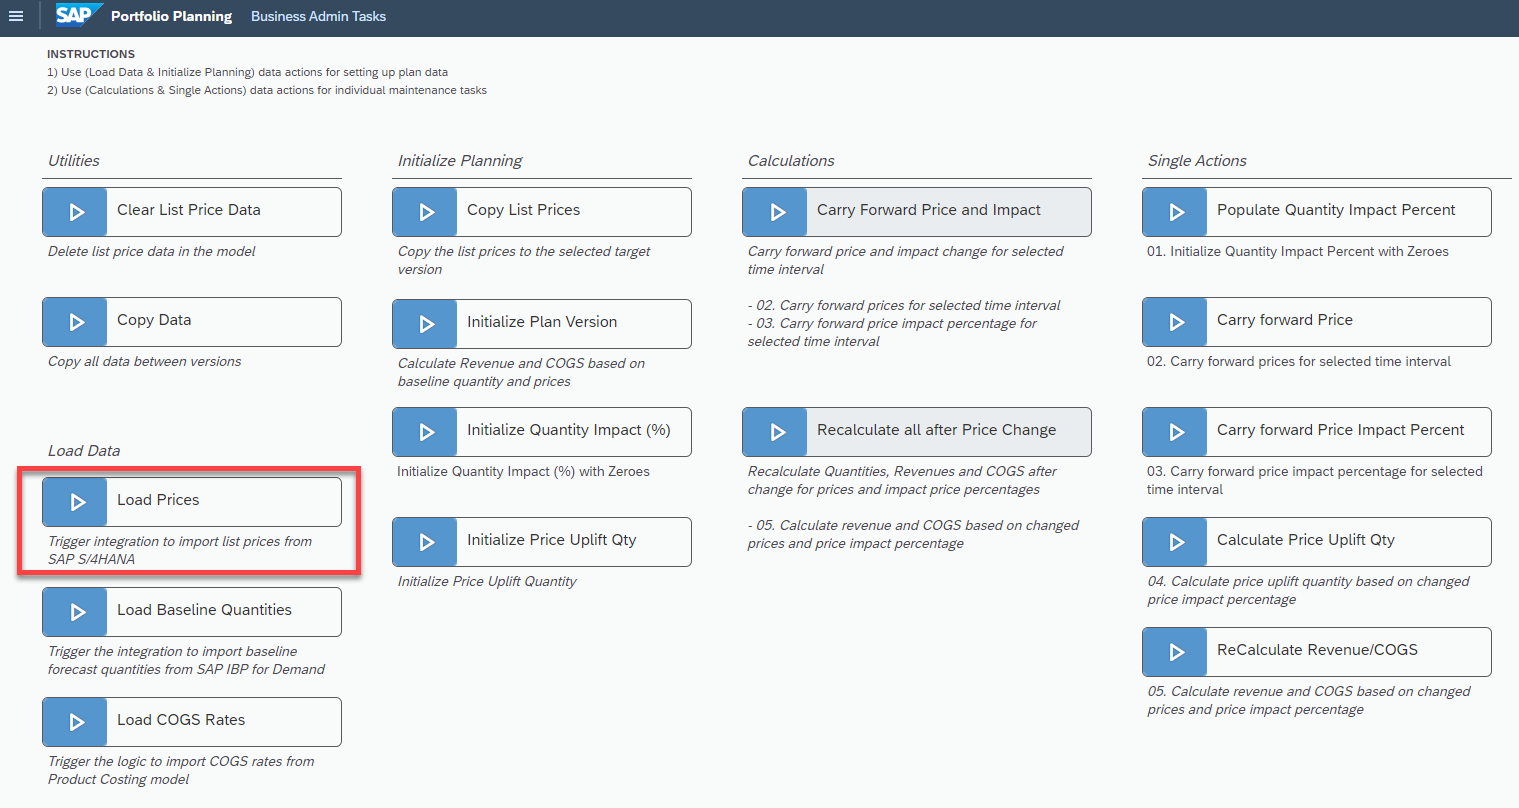 SAP Portfolio Planning Business Admin Tasks
INSTRUCTIONS
1) Use (Load Data & Initialize Planning) data actions for setting up plan data
2) Use (Calculations & Single Actions) data actions for individual maintenance tasks
Utilities
Clear List Price Data
Delete list price data in the model
Copy Data
Copy all data between versions
Load Data
Load Prices
Trigger integration to import list prices from
SAP S/4HANA
Load Baseline Quantities
Trigger the integration to import baseline
forecast quantities from SAP IBP for Demand
Load COGS Rates
Trigger the logic to import COGS rates from
Product Costing model
Initialize Planning
Copy List Prices
Copy the list prices to the selected target
version
Initialize Plan Version
Calculate Revenue and COGS based on
baseline quantity and prices
Initialize Quantity Impact (%)
Initialize Quantity Impact (%) with Zeroes
Initialize Price Uplift Qty
Initialize Price Uplift Quantity
Calculations
Carry Forward Price and Impact
Carry forward price and impact change for selected
time interval
- 02. Carry forward prices for selected time interval
- 03. Carry forward price impact percentage for
selected time interval
Recalculate all after Price Change
Recalculate Quantities, Revenues and COGS after
change for prices and impact price percentages
- 05. Calculate revenue and COGS based on changed
prices and price impact percentage
Single Actions
Populate Quantity Impact Percent
01. Initialize Quantity Impact Percent with Zeroes
Carry forward Price
02. Carry forward prices for selected time interval
Carry forward Price Impact Percent
03. Carry forward price impact percentage for selected
time interval
Calculate Price Uplift Qty
04. Calculate price uplift quantity based on changed
price impact percentage
ReCalculate Revenue/COGS
05. Calculate revenue and COGS based on changed
prices and price impact percentage